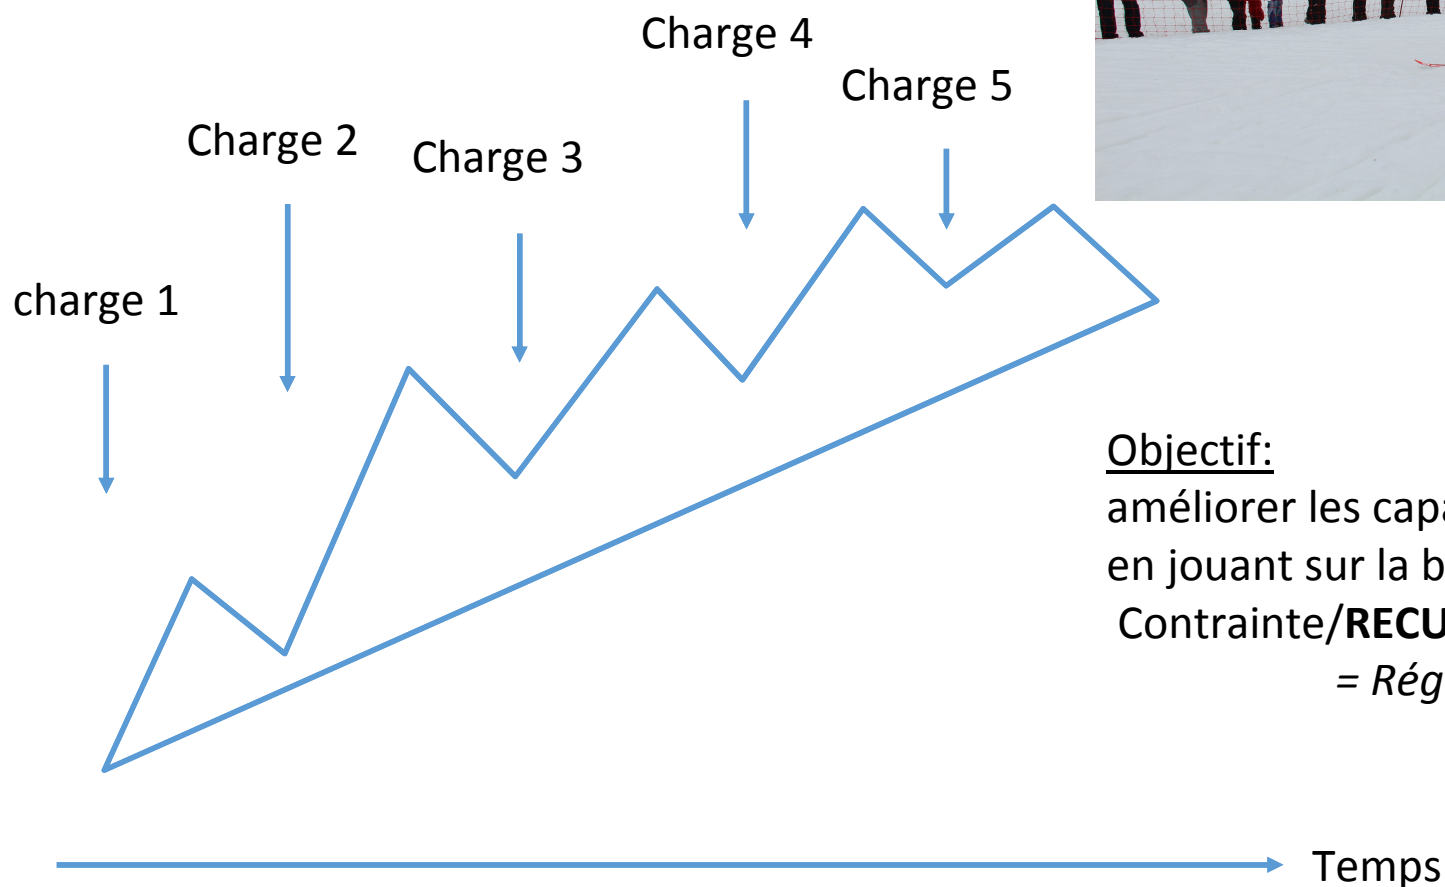 Charge 4
Charge 5
Charge 2
Charge 3
charge 1
Objectif:
améliorer les capa
en jouant sur la b
Contrainte/RECU
= Rég
Temps